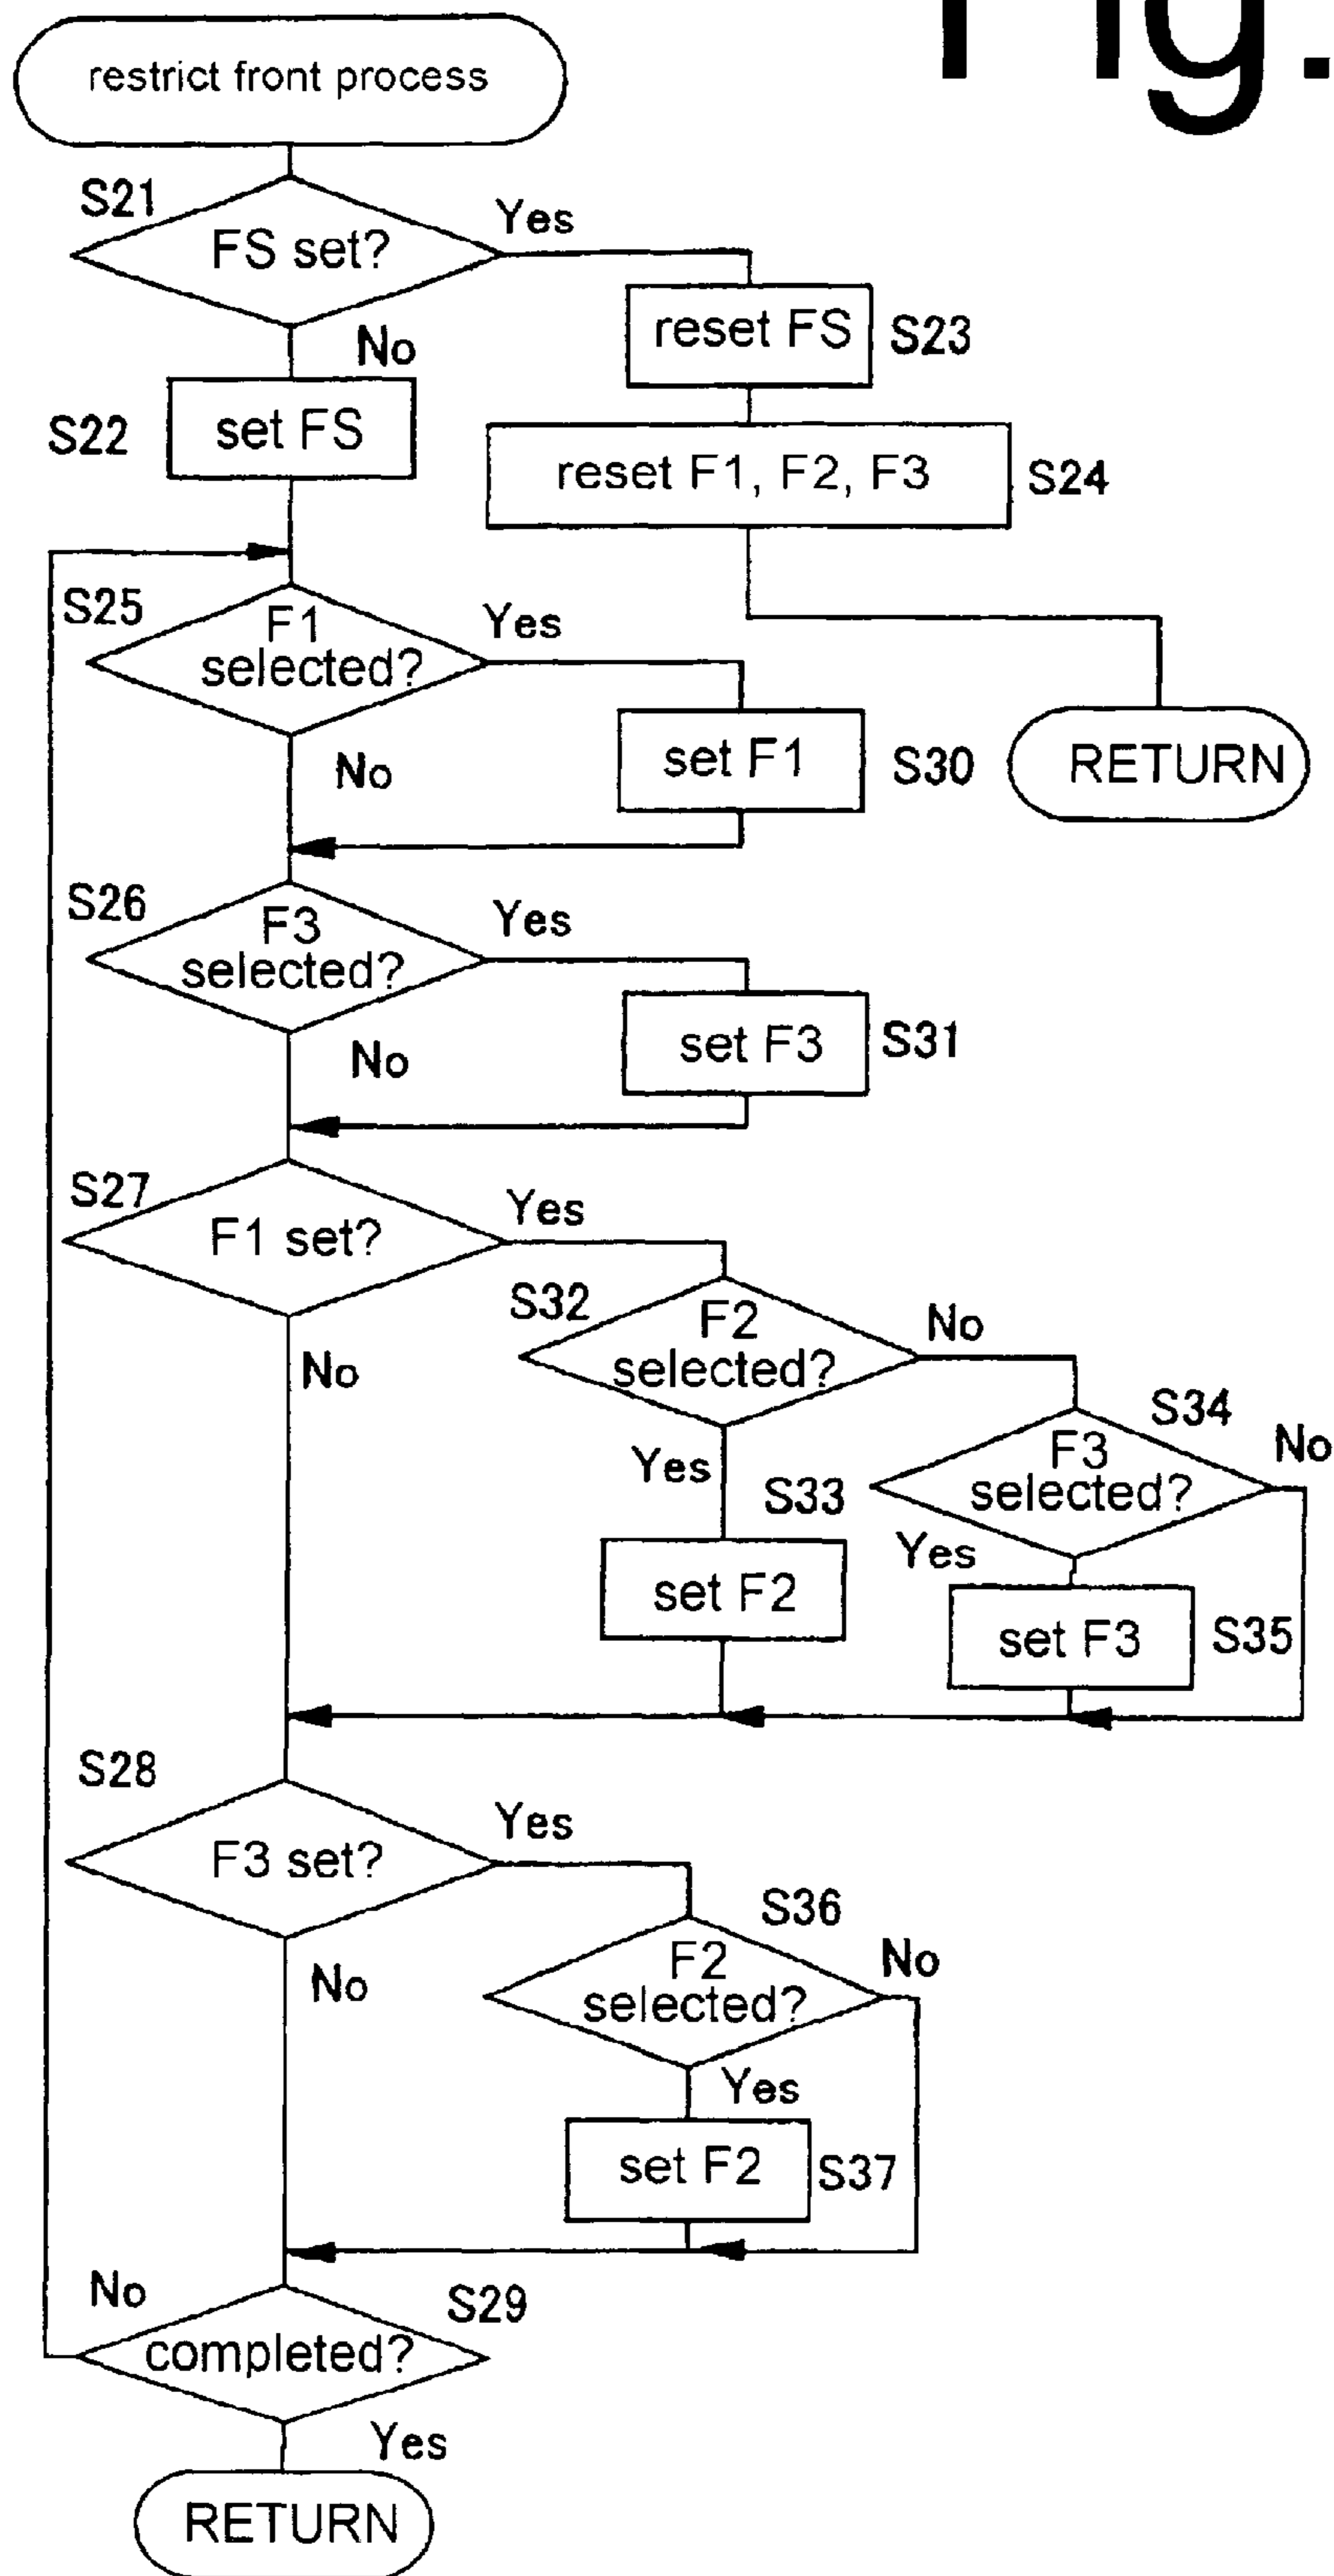 Fig.
restrict front process
S21
FS set?
Yes
No
reset FS
S23
S22
set FS
reset F1, F2, F3
S24
S25
F1
selected?
Yes
No
set F1
S30
RETURN
S26
F3
selected?
Yes
No
set F3
S31
S27
F1 set?
Yes
No
S32
F2
selected?
No
Yes
S33
set F2
S34
F3
selected?
No
Yes
set F3
S35
S28
F3 set?
Yes
No
S36
F2
selected?
No
Yes
set F2
S37
No
S29
completed?
Yes
RETURN